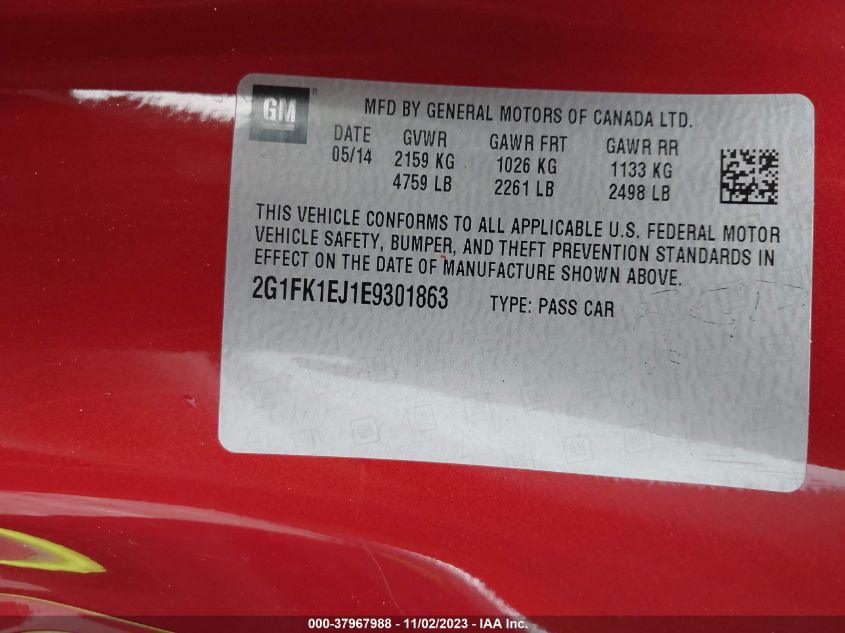 GM ®
MFD BY GENERAL MOTORS OF CANADA LTD.
DATE GVWR GAWR FRT GAWR RR
05/14 2159 KG 1026 KG 1133 KG
4759 LB 2261 LB 2498 LB
THIS VEHICLE CONFORMS TO ALL APPLICABLE U.S. FEDERAL MOTOR
VEHICLE SAFETY, BUMPER, AND THEFT PREVENTION STANDARDS IN
EFFECT ON THE DATE OF MANUFACTURE SHOWN ABOVE.
2G1FK1EJ1E9301863 TYPE: PASS CAR
000-37967988 - 11/02/2023 - IAA Inc.